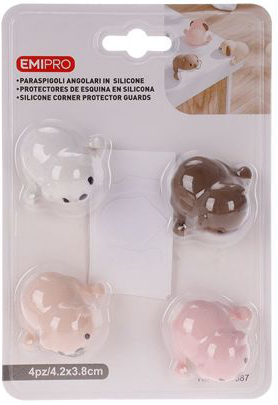 EMIPRO
•PARASPIGOLI ANGOLARI IN SILICONE
•PROTECTORES DE ESQUINA EN SILICONA
•SILICONE CORNER PROTECTOR GUARDS
4pz/4.2x3.8cm